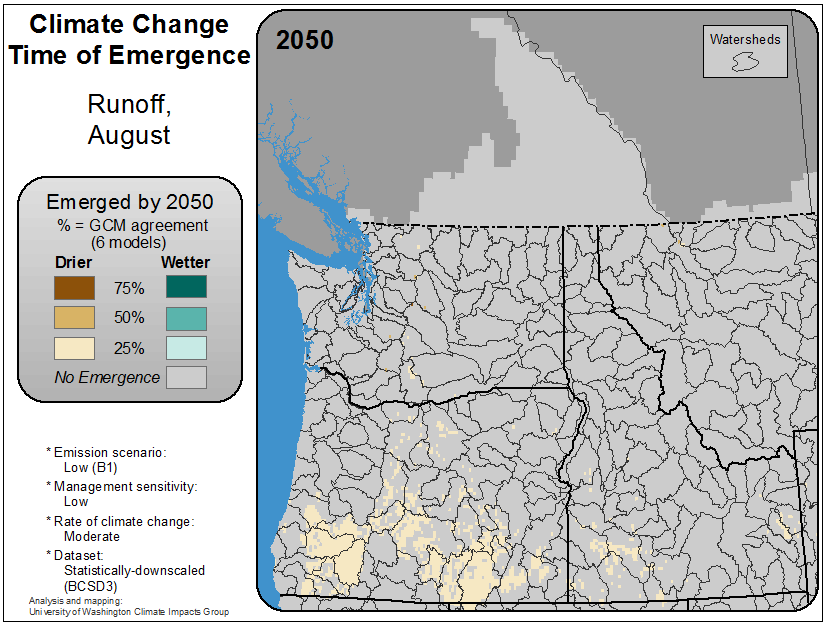 Climate Change
Time of Emergence
Runoff,
August
Emerged by 2050
% = GCM agreement
(6 models)
Drier Wetter
75%
50%
25%
No Emergence
* Emission scenario:
Low (B1)
* Management sensitivity:
Low
* Rate of climate change:
Moderate
* Dataset:
Statistically-downscaled
(BCSD3)
Analysis and mapping:
University of Washington Climate Impacts Group
2050
Watersheds